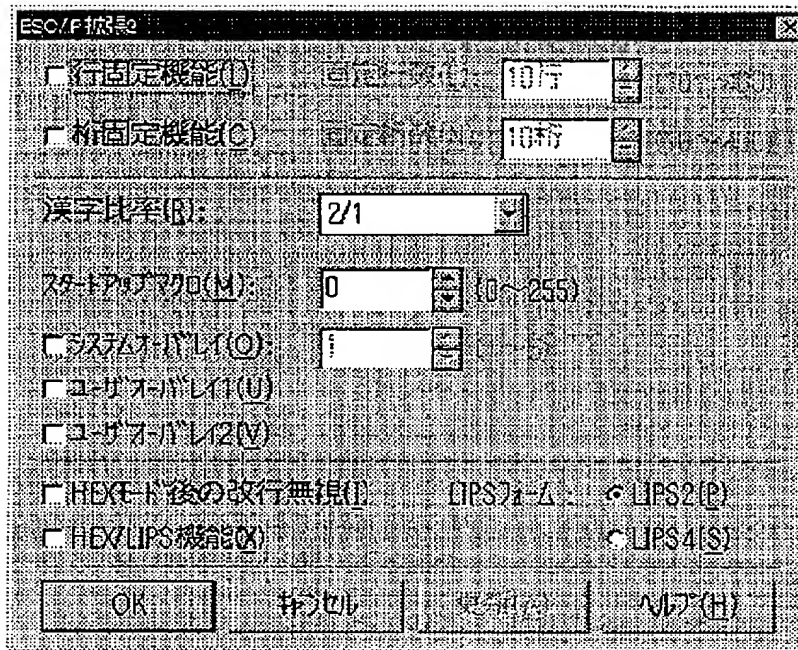 ESC/P拡張2
行固定機能(L) 10行
桁固定機能(C) 10桁
漢字比率(R): 2/1
スタートアップマクロ(M): 0 (0～255)
システムオーバレイ(O): 1
ユーザオーバレイ1(U)
ユーザオーバレイ2(V)
HEXモード後の改行無視(I) LIPSフォーム: LIPS2(P)
HEX/LIPS機能(X) LIPS4(S)
OK キャンセル ヘルプ(H)